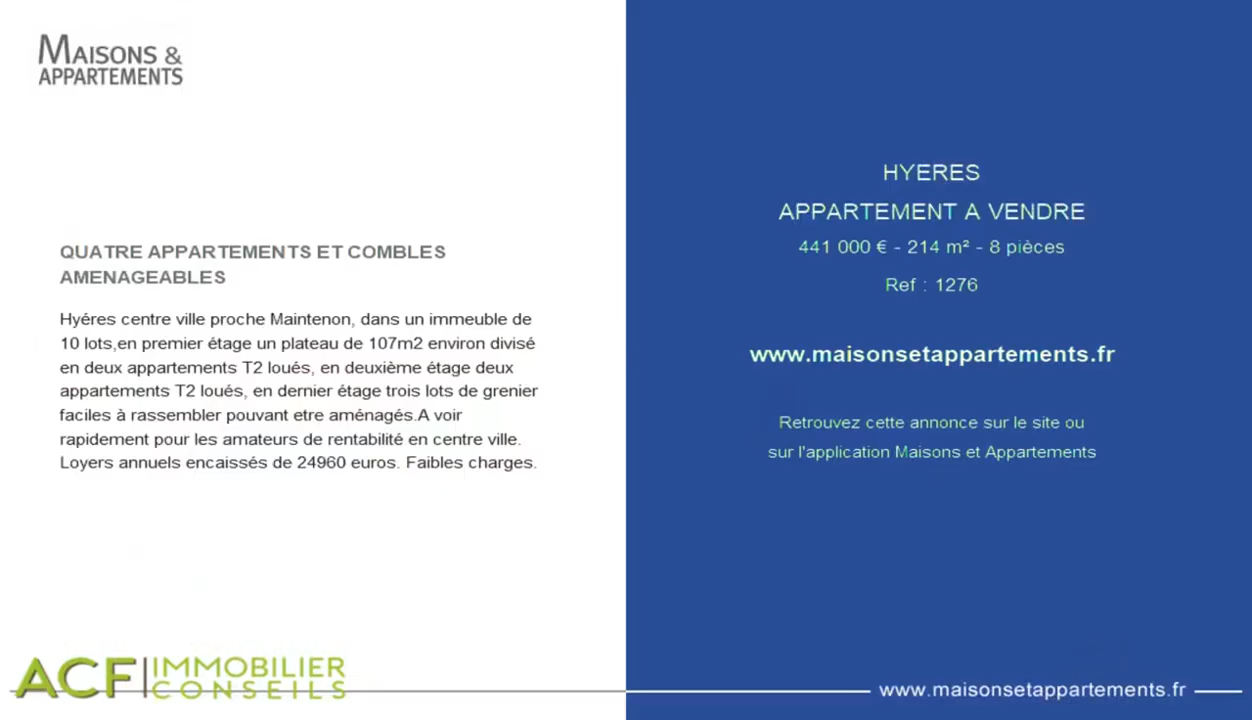 MAISONS &
APPARTEMENTS
QUATRE APPARTEMENTS ET COMBLES
AMENAGEABLES
Hyéres centre ville proche Maintenon, dans un immeuble de
10 lots,en premier étage un plateau de 107m2 environ divisé
en deux appartements T2 loués, en deuxième étage deux
appartements T2 loués, en dernier étage trois lots de grenier
faciles à rassembler pouvant etre aménagés.A voir
rapidement pour les amateurs de rentabilité en centre ville.
Loyers annuels encaissés de 24960 euros. Faibles charges.
ACF IMMOBILIER
CONSEILS
HYERES
APPARTEMENT A VENDRE
441 000 € - 214 m² - 8 pièces
Ref : 1276
www.maisonsetappartements.fr
Retrouvez cette annonce sur le site ou
sur l'application Maisons et Appartements
www.maisonsetappartements.fr